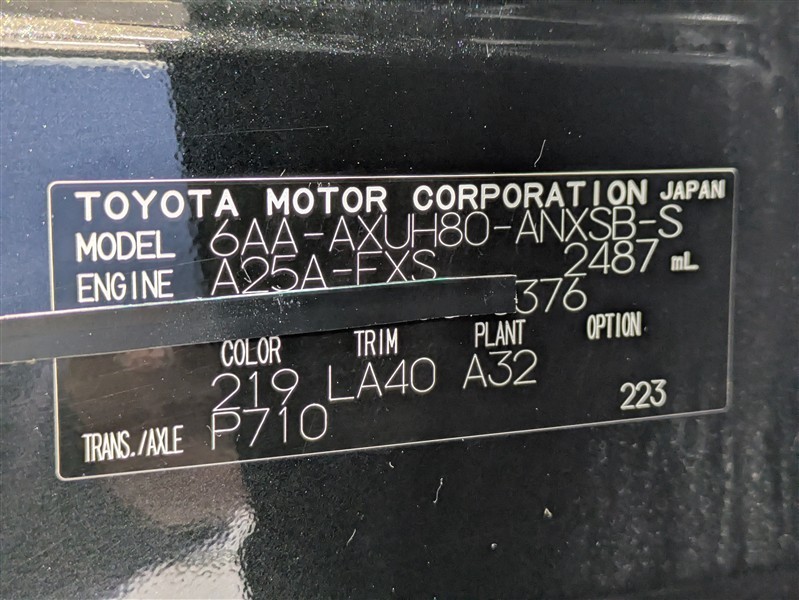 TOYOTA MOTOR CORPORATION JAPAN
MODEL 6AA-AXUH80-ANXSB-S
ENGINE A25A-FXS 2487 mL
376
COLOR TRIM PLANT OPTION
219 LA40 A32
TRANS./AXLE P710 223